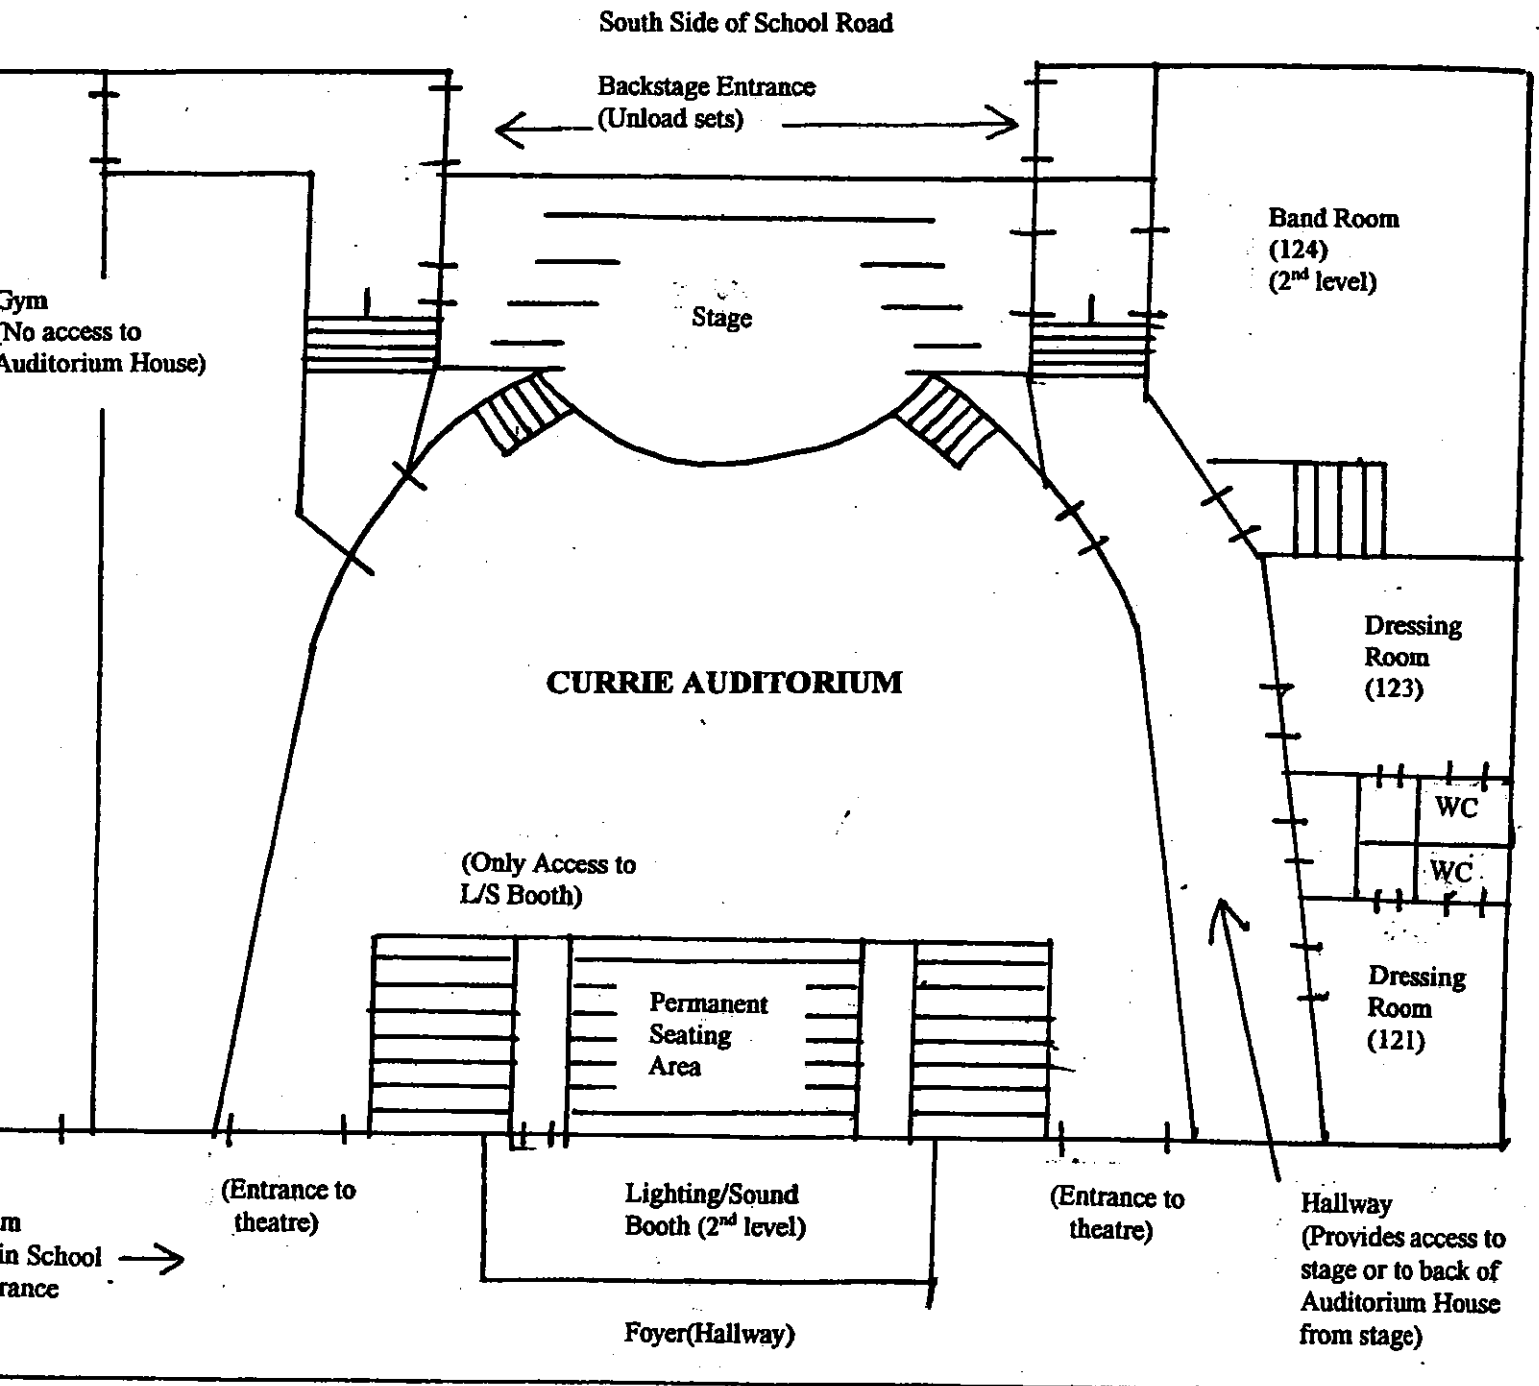 South Side of School Road
Backstage Entrance
(Unload sets)
Band Room
(124)
(2nd level)
Gym
(No access to
Auditorium House)
Stage
Dressing
Room
(123)
CURRIE AUDITORIUM
WC
WC
(Only Access to
L/S Booth)
Permanent
Seating
Area
Dressing
Room
(121)
(Entrance to
theatre)
Lighting/Sound
Booth (2nd level)
(Entrance to
theatre)
Hallway
(Provides access to
stage or to back of
Auditorium House
from stage)
m
in School
rance
Foyer(Hallway)